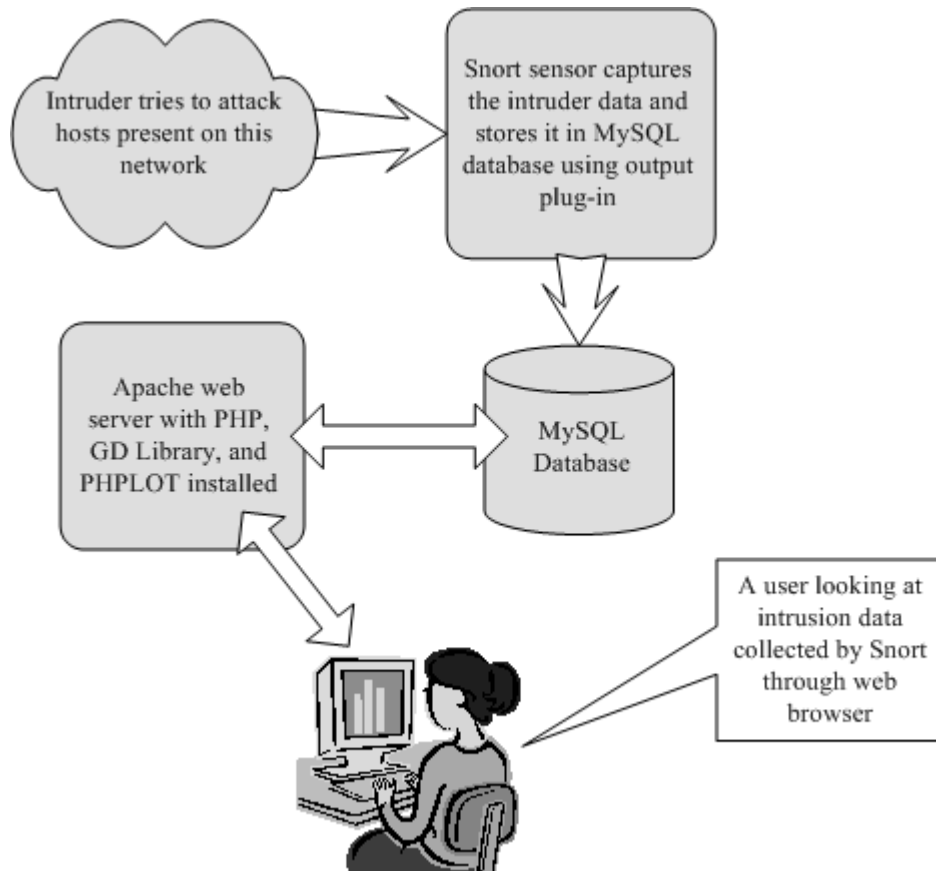 Intruder tries to attack
hosts present on this
network
Snort sensor captures
the intruder data and
stores it in MySQL
database using output
plug-in
Apache web
server with PHP,
GD Library, and
PHPLOT installed
MySQL
Database
A user looking at
intrusion data
collected by Snort
through web
browser